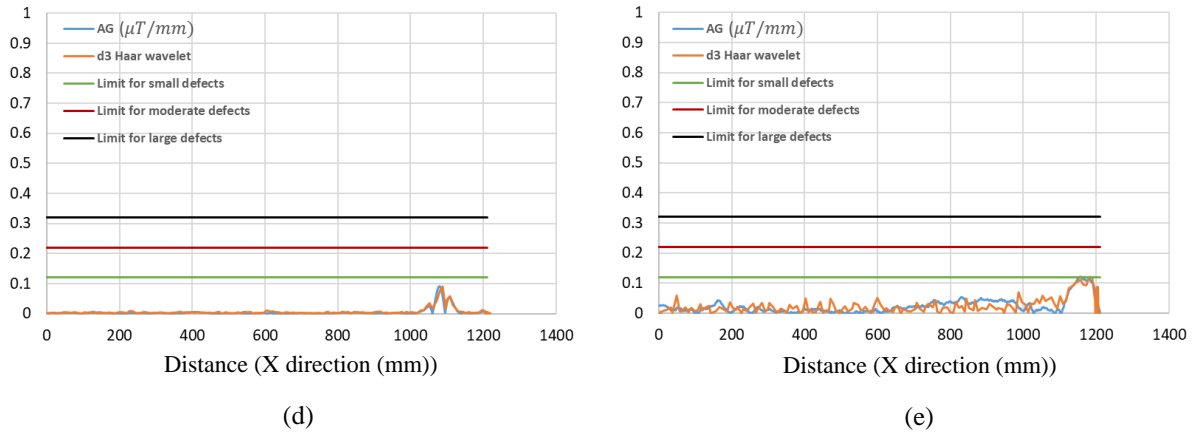 1
0.9
0.8
0.7
0.6
0.5
0.4
0.3
0.2
0.1
0
AG (μT/mm)
d3 Haar wavelet
Limit for small defects
Limit for moderate defects
Limit for large defects
0 200 400 600 800 1000 1200 1400
Distance (X direction (mm))
(d)
1
0.9
0.8
0.7
0.6
0.5
0.4
0.3
0.2
0.1
0
AG (μT/mm)
d3 Haar wavelet
Limit for small defects
Limit for moderate defects
Limit for large defects
0 200 400 600 800 1000 1200 1400
Distance (X direction (mm))
(e)